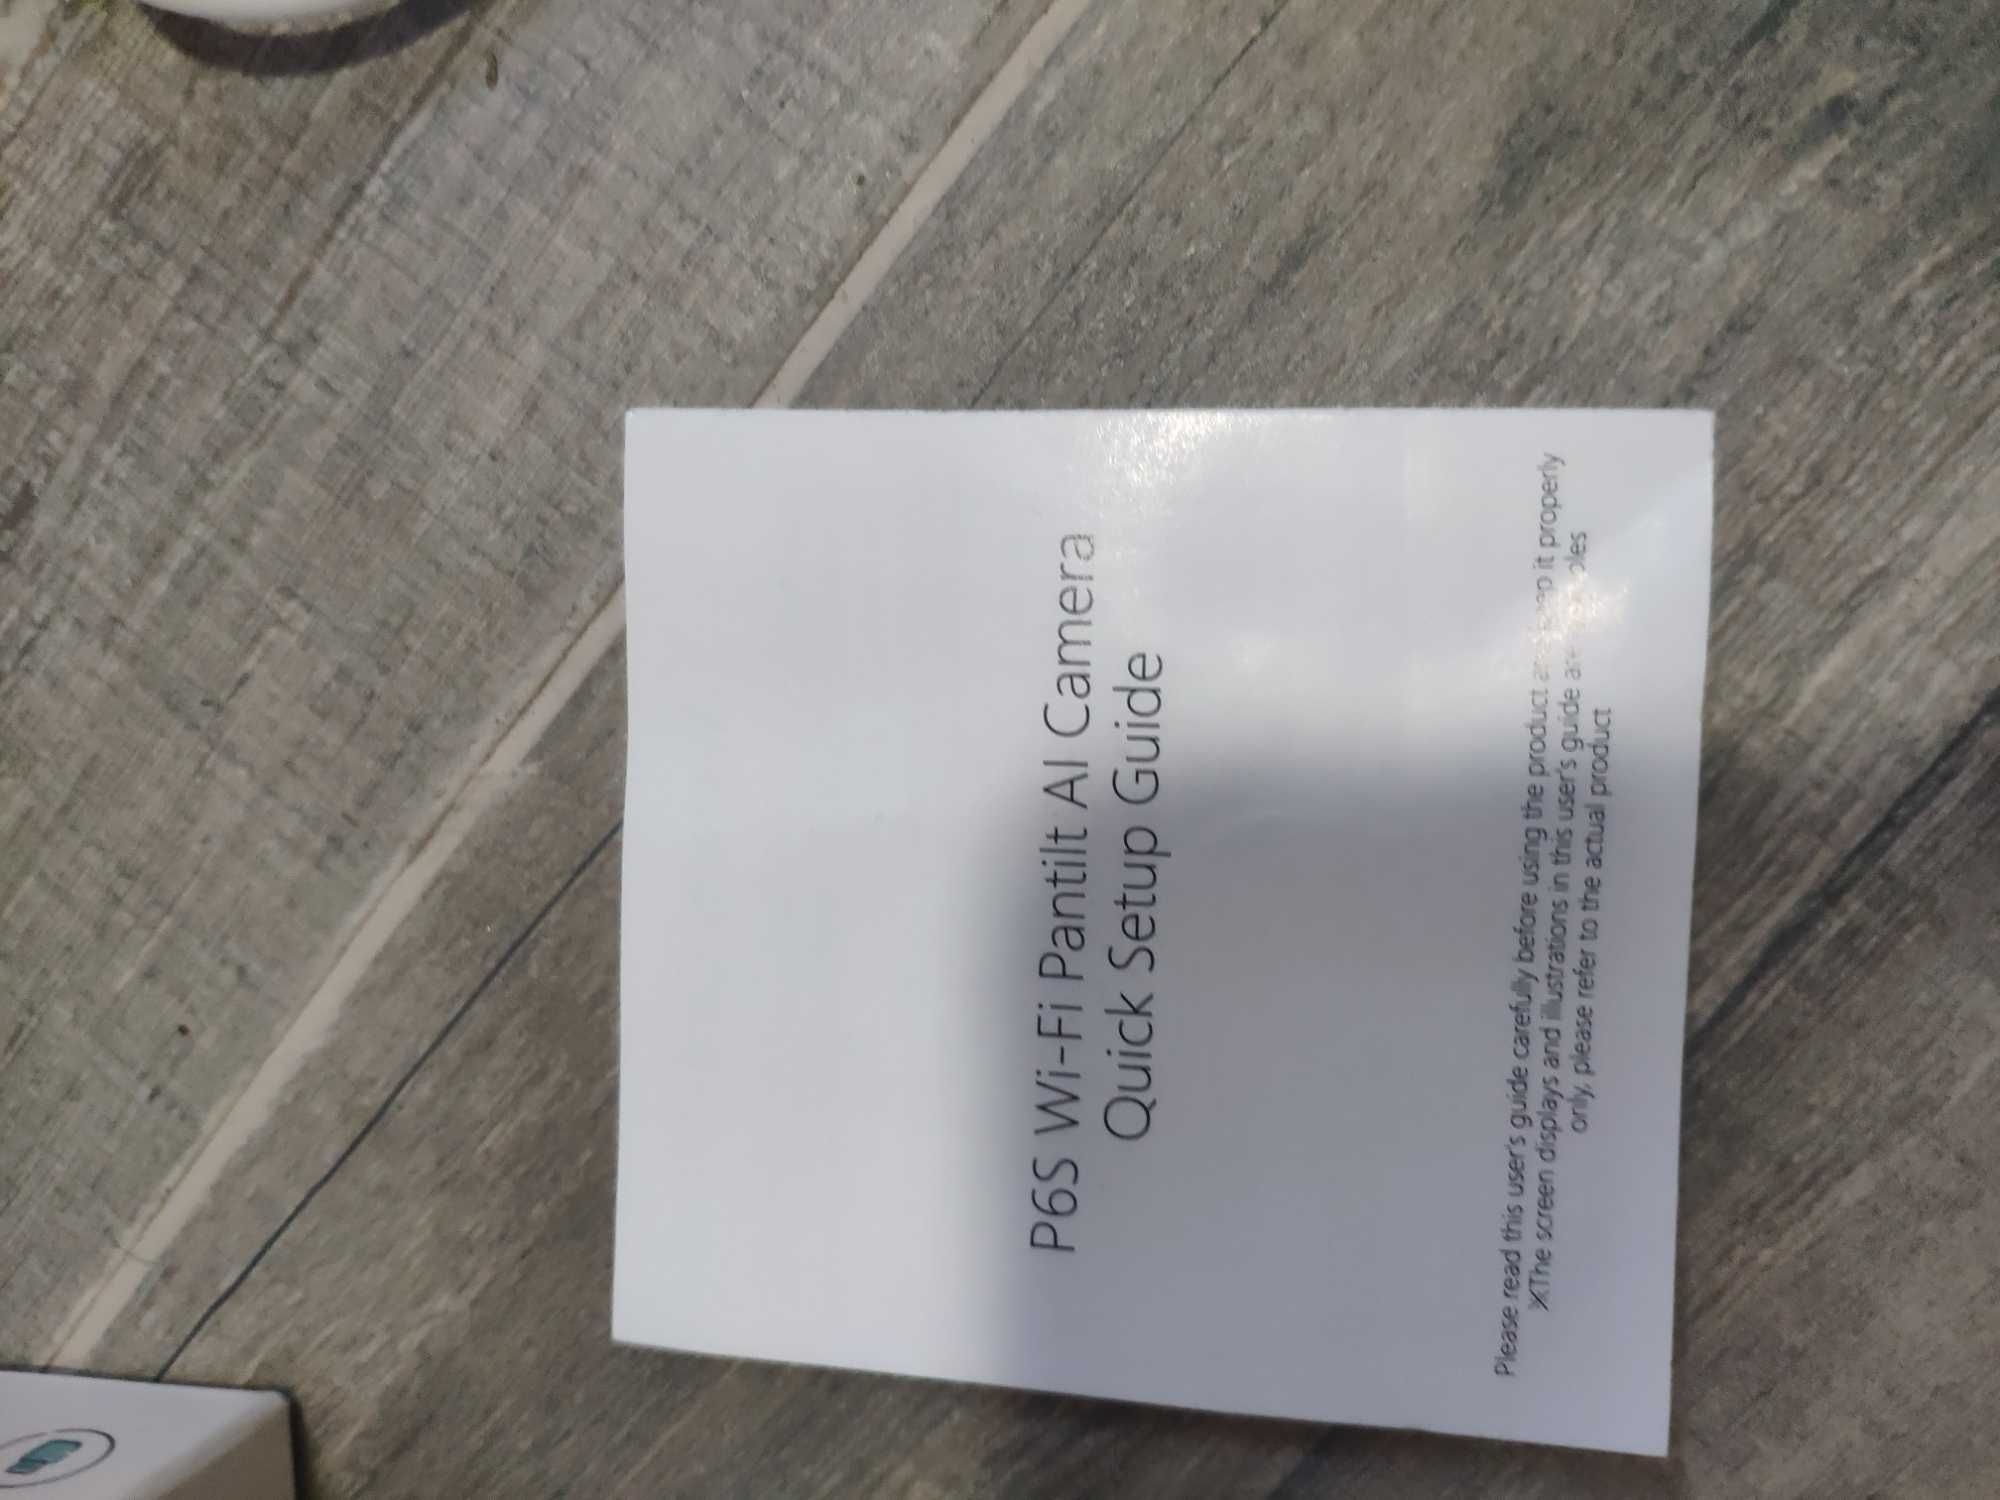 P6S Wi-Fi Pantilt AI Camera
Quick Setup Guide
Please read this user's guide carefully before using the product and keep it properly
※The screen displays and illustrations in this user's guide are
only, please refer to the actual product